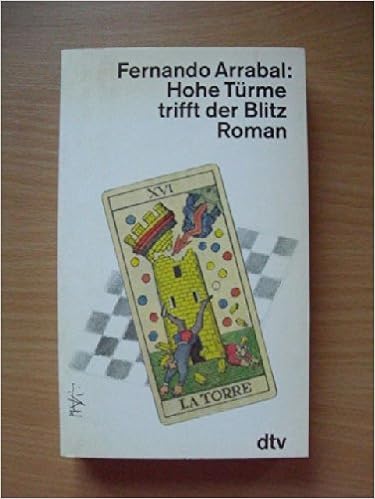 Fernando Arrabal:
Hohe Türme
trifft der Blitz
Roman
XVI
LA TORRE
dtv